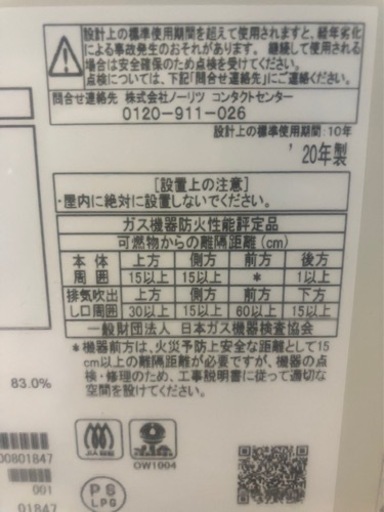 設計上の標準使用期間を超えて使用されますと、経年劣化
による事故発生のおそれがあります。 継続して使用される
場合は安全確保のため点検を受けてください。
点検については、下記「問合せ連絡先」にご連絡ください。
問合せ連絡先 株式会社ノーリツ コンタクトセンター
0120-911-026
設計上の標準使用期間:10年
'20年製
[設置上の注意]
・屋内に絶対に設置しないでください。
ガス機器防火性能評定品
可燃物からの離隔距離(cm)
本体 上方 側方 前方 後方
周囲 15以上 15以上 * 1以上
排気吹出 上方 側方 前方 下方
し口周囲 30以上 15以上 60以上 15以上
一般財団法人 日本ガス機器検査協会
*機器前方は、火災予防上安全な距離として15
cm以上の離隔距離が必要ですが、機器の点
検・修理のため、工事説明書に従って適切
な空間を設けてください。
83.0%
JIA
OW1004
00801847
001
01847
PS
LPG